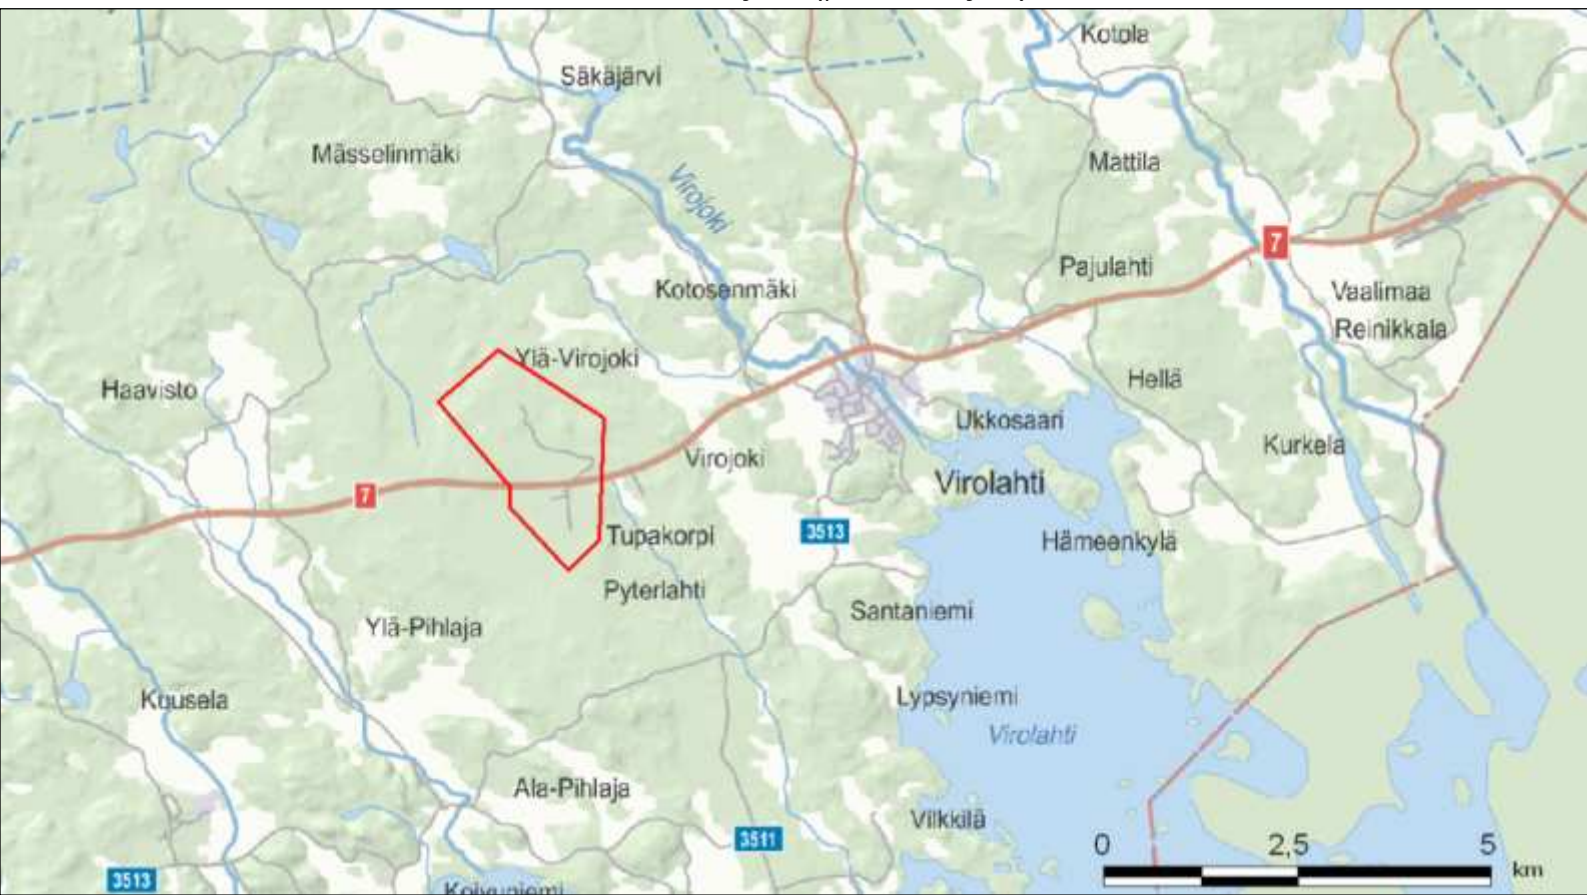 Kotola
Säkäjärvi
Mässelinmäki
Mattila
Virojoki
7
Pajulahti
Kotosenmäki
Vaalimaa
Reinikkala
Ylä-Virojoki
Haavisto
Hellä
Ukkosaari
Kurkela
Virojoki
Virolahti
7
3513
Tupakorpi
Hämeenkylä
Pyterlahti
Santaniemi
Ylä-Pihlaja
Kuusela
Lypsyniemi
Virolahti
Ala-Pihlaja
Vilkkilä
3511
0 2,5 5
km
3513
Koivuniemi